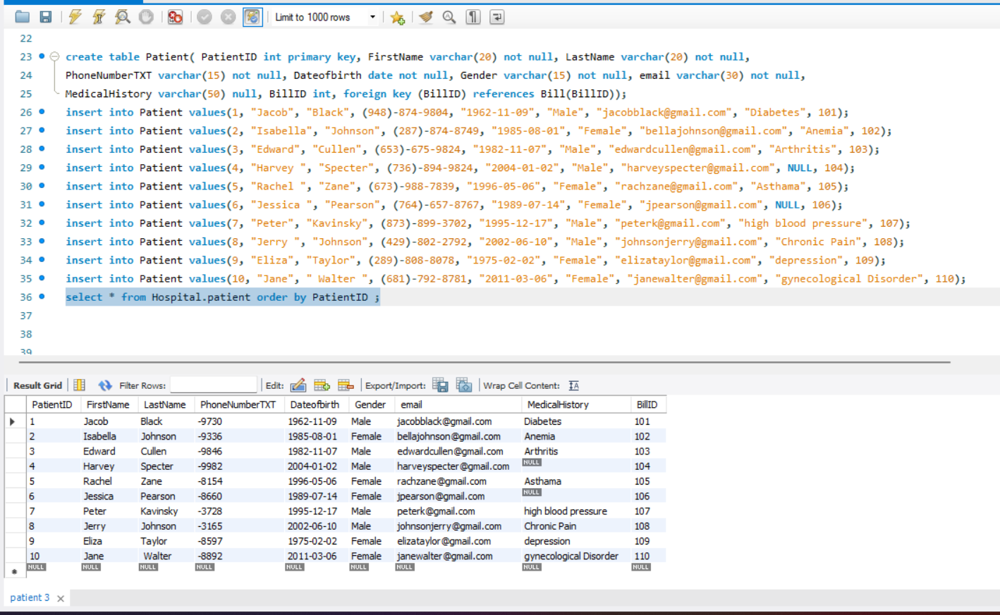 Limit to 1000 rows
22
23 create table Patient( PatientID int primary key, FirstName varchar(20) not null, LastName varchar(20) not null,
24 PhoneNumberTXT varchar(15) not null, Dateofbirth date not null, Gender varchar(15) not null, email varchar(30) not null,
25 MedicalHistory varchar(50) null, BillID int, foreign key (BillID) references Bill(BillID));
26 insert into Patient values(1, "Jacob", "Black", (948)-874-9804, "1962-11-09", "Male", "jacobblack@gmail.com", "Diabetes", 101);
27 insert into Patient values(2, "Isabella", "Johnson", (287)-874-8749, "1985-08-01", "Female", "bellajohnson@gmail.com", "Anemia", 102);
28 insert into Patient values(3, "Edward", "Cullen", (653)-675-9824, "1982-11-07", "Male", "edwardcullen@gmail.com", "Arthritis", 103);
29 insert into Patient values(4, "Harvey ", "Specter", (736)-894-9824, "2004-01-02", "Male", "harveyspecter@gmail.com", NULL, 104);
30 insert into Patient values(5, "Rachel ", "Zane", (673)-988-7839, "1996-05-06", "Female", "rachzane@gmail.com", "Asthama", 105);
31 insert into Patient values(6, "Jessica ", "Pearson", (764)-657-8767, "1989-07-14", "Female", "jpearson@gmail.com", NULL, 106);
32 insert into Patient values(7, "Peter", "Kavinsky", (873)-899-3702, "1995-12-17", "Male", "peterk@gmail.com", "high blood pressure", 107);
33 insert into Patient values(8, "Jerry ", "Johnson", (429)-802-2792, "2002-06-10", "Male", "johnsonjerry@gmail.com", "Chronic Pain", 108);
34 insert into Patient values(9, "Eliza", "Taylor", (289)-808-8078, "1975-02-02", "Female", "elizataylor@gmail.com", "depression", 109);
35 insert into Patient values(10, "Jane", " Walter ", (681)-792-8781, "2011-03-06", "Female", "janewalter@gmail.com", "gynecological Disorder", 110);
36 select * from Hospital.patient order by PatientID ;
37
38
39
Result Grid Filter Rows: Edit: Export/Import: Wrap Cell Content:
PatientID FirstName LastName PhoneNumberTXT Dateofbirth Gender email MedicalHistory BillID
1 Jacob Black -9730 1962-11-09 Male jacobblack@gmail.com Diabetes 101
2 Isabella Johnson -9336 1985-08-01 Female bellajohnson@gmail.com Anemia 102
3 Edward Cullen -9846 1982-11-07 Male edwardcullen@gmail.com Arthritis 103
4 Harvey Specter -9982 2004-01-02 Male harveyspecter@gmail.com NULL 104
5 Rachel Zane -8154 1996-05-06 Female rachzane@gmail.com Asthama 105
6 Jessica Pearson -8660 1989-07-14 Female jpearson@gmail.com NULL 106
7 Peter Kavinsky -3728 1995-12-17 Male peterk@gmail.com high blood pressure 107
8 Jerry Johnson -3165 2002-06-10 Male johnsonjerry@gmail.com Chronic Pain 108
9 Eliza Taylor -8597 1975-02-02 Female elizataylor@gmail.com depression 109
10 Jane Walter -8892 2011-03-06 Female janewalter@gmail.com gynecological Disorder 110
NULL NULL NULL NULL NULL NULL NULL NULL NULL
patient 3